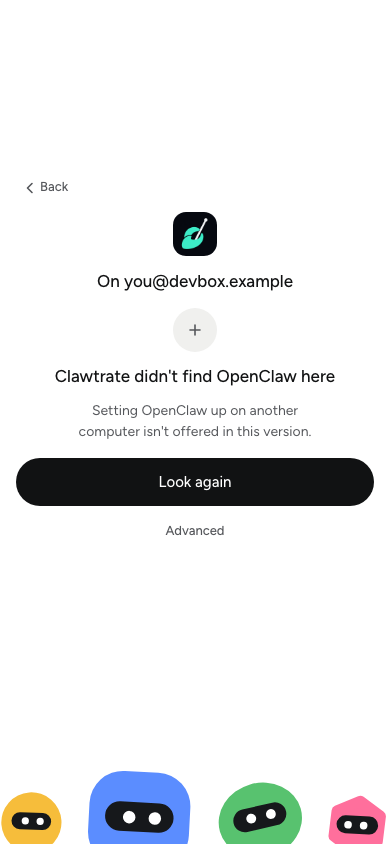 Back
On you@devbox.example
Clawtrate didn't find OpenClaw here
Setting OpenClaw up on another
computer isn't offered in this version.
Look again
Advanced